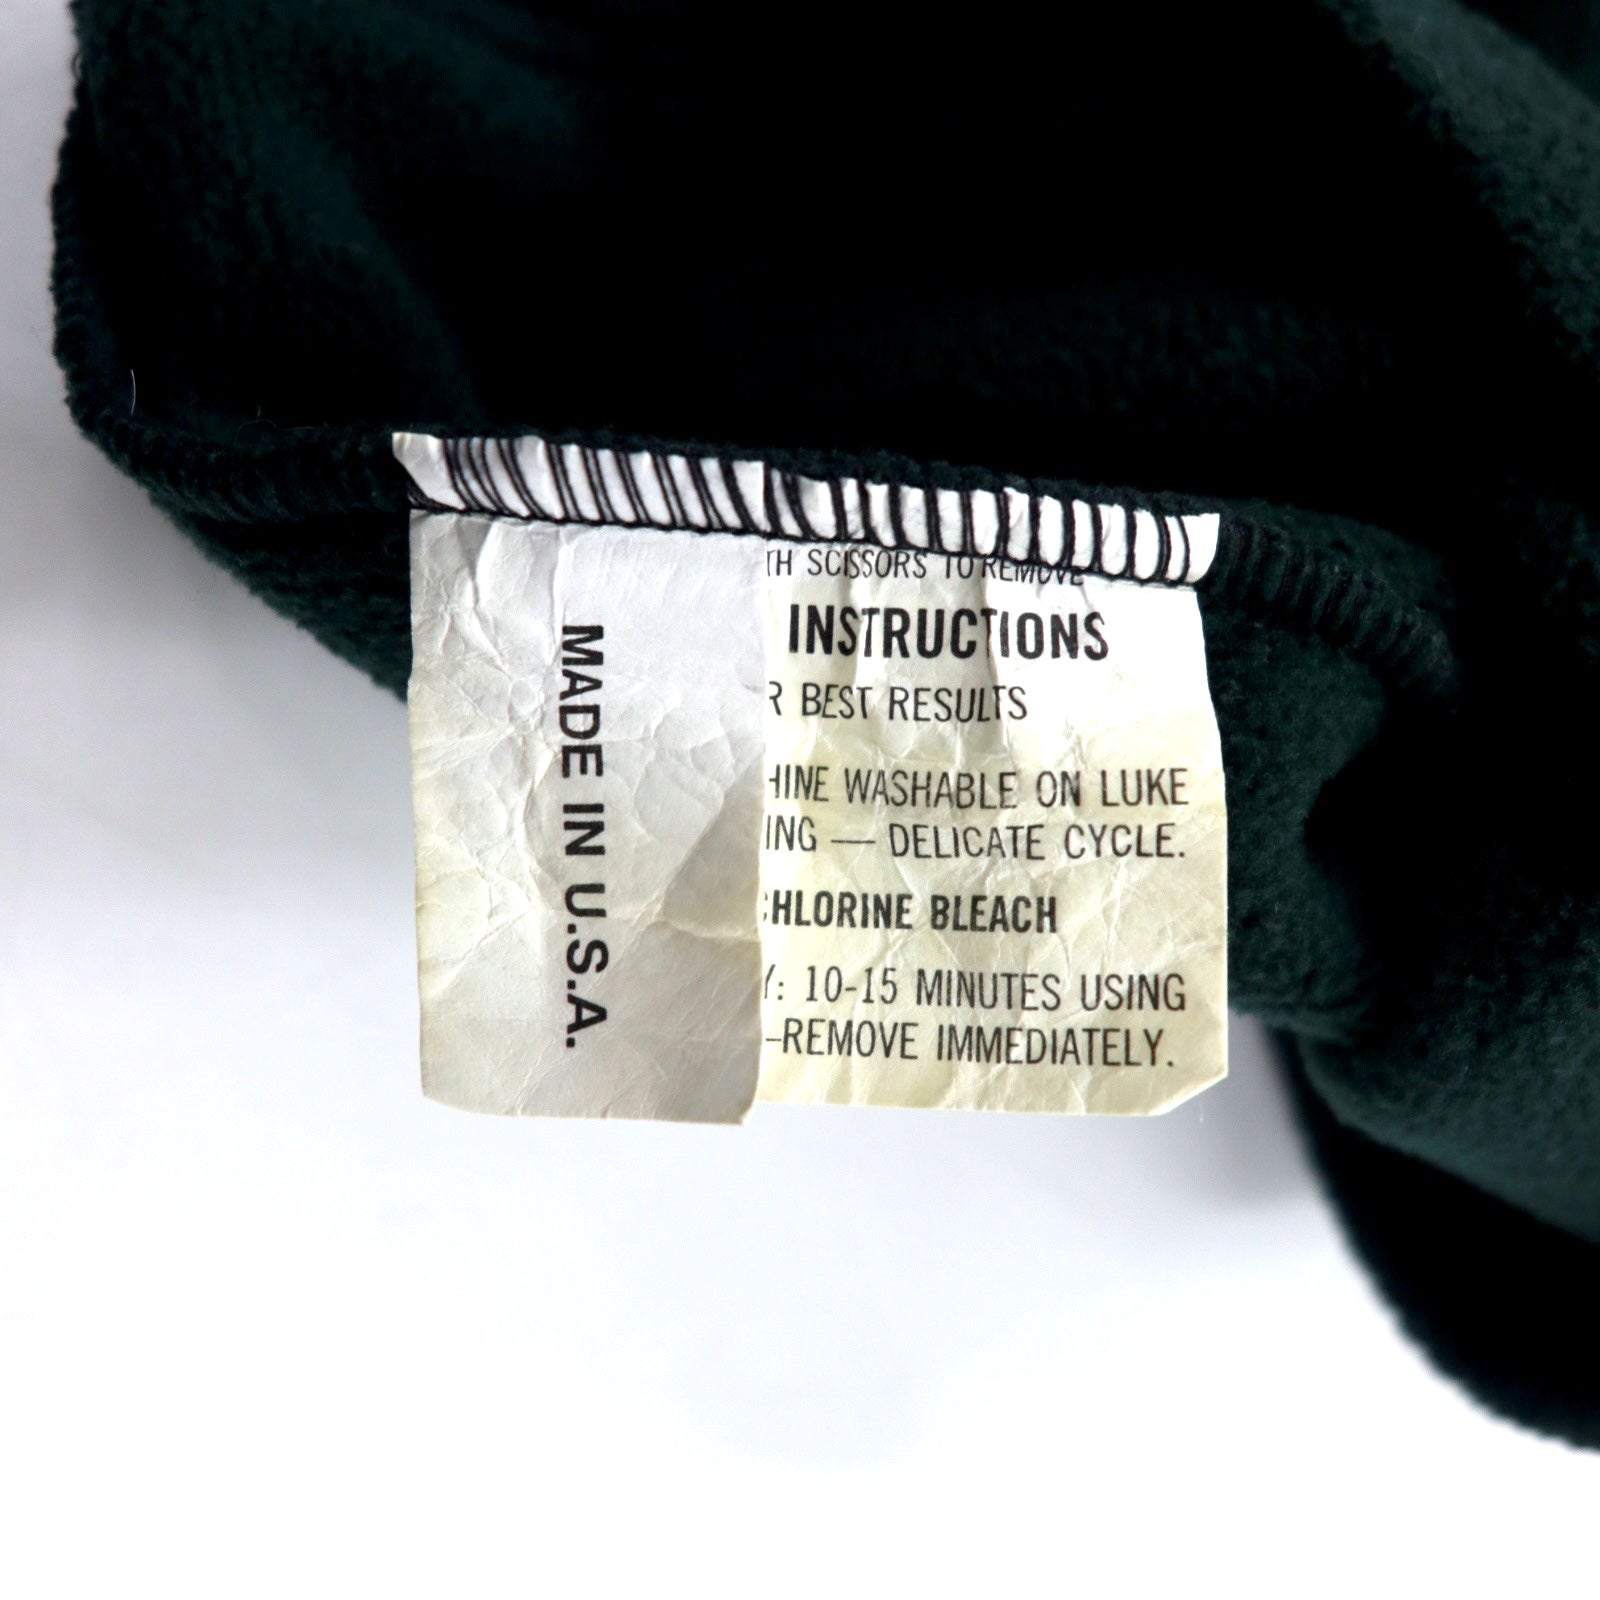 MADE IN U.S.A.
TH SCISSORS TO REMOVE
INSTRUCTIONS
R BEST RESULTS
HINE WASHABLE ON LUKE
ING — DELICATE CYCLE.
CHLORINE BLEACH
Y: 10-15 MINUTES USING
–REMOVE IMMEDIATELY.